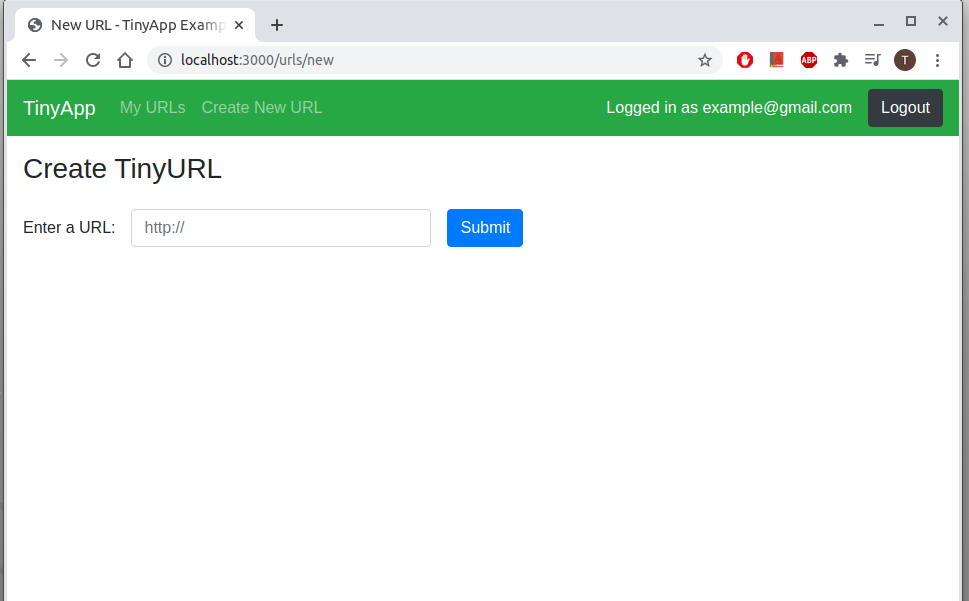 New URL - TinyApp Examp
localhost:3000/urls/new
ABP
T
TinyApp My URLs Create New URL Logged in as example@gmail.com Logout
Create TinyURL
Enter a URL: http:// Submit